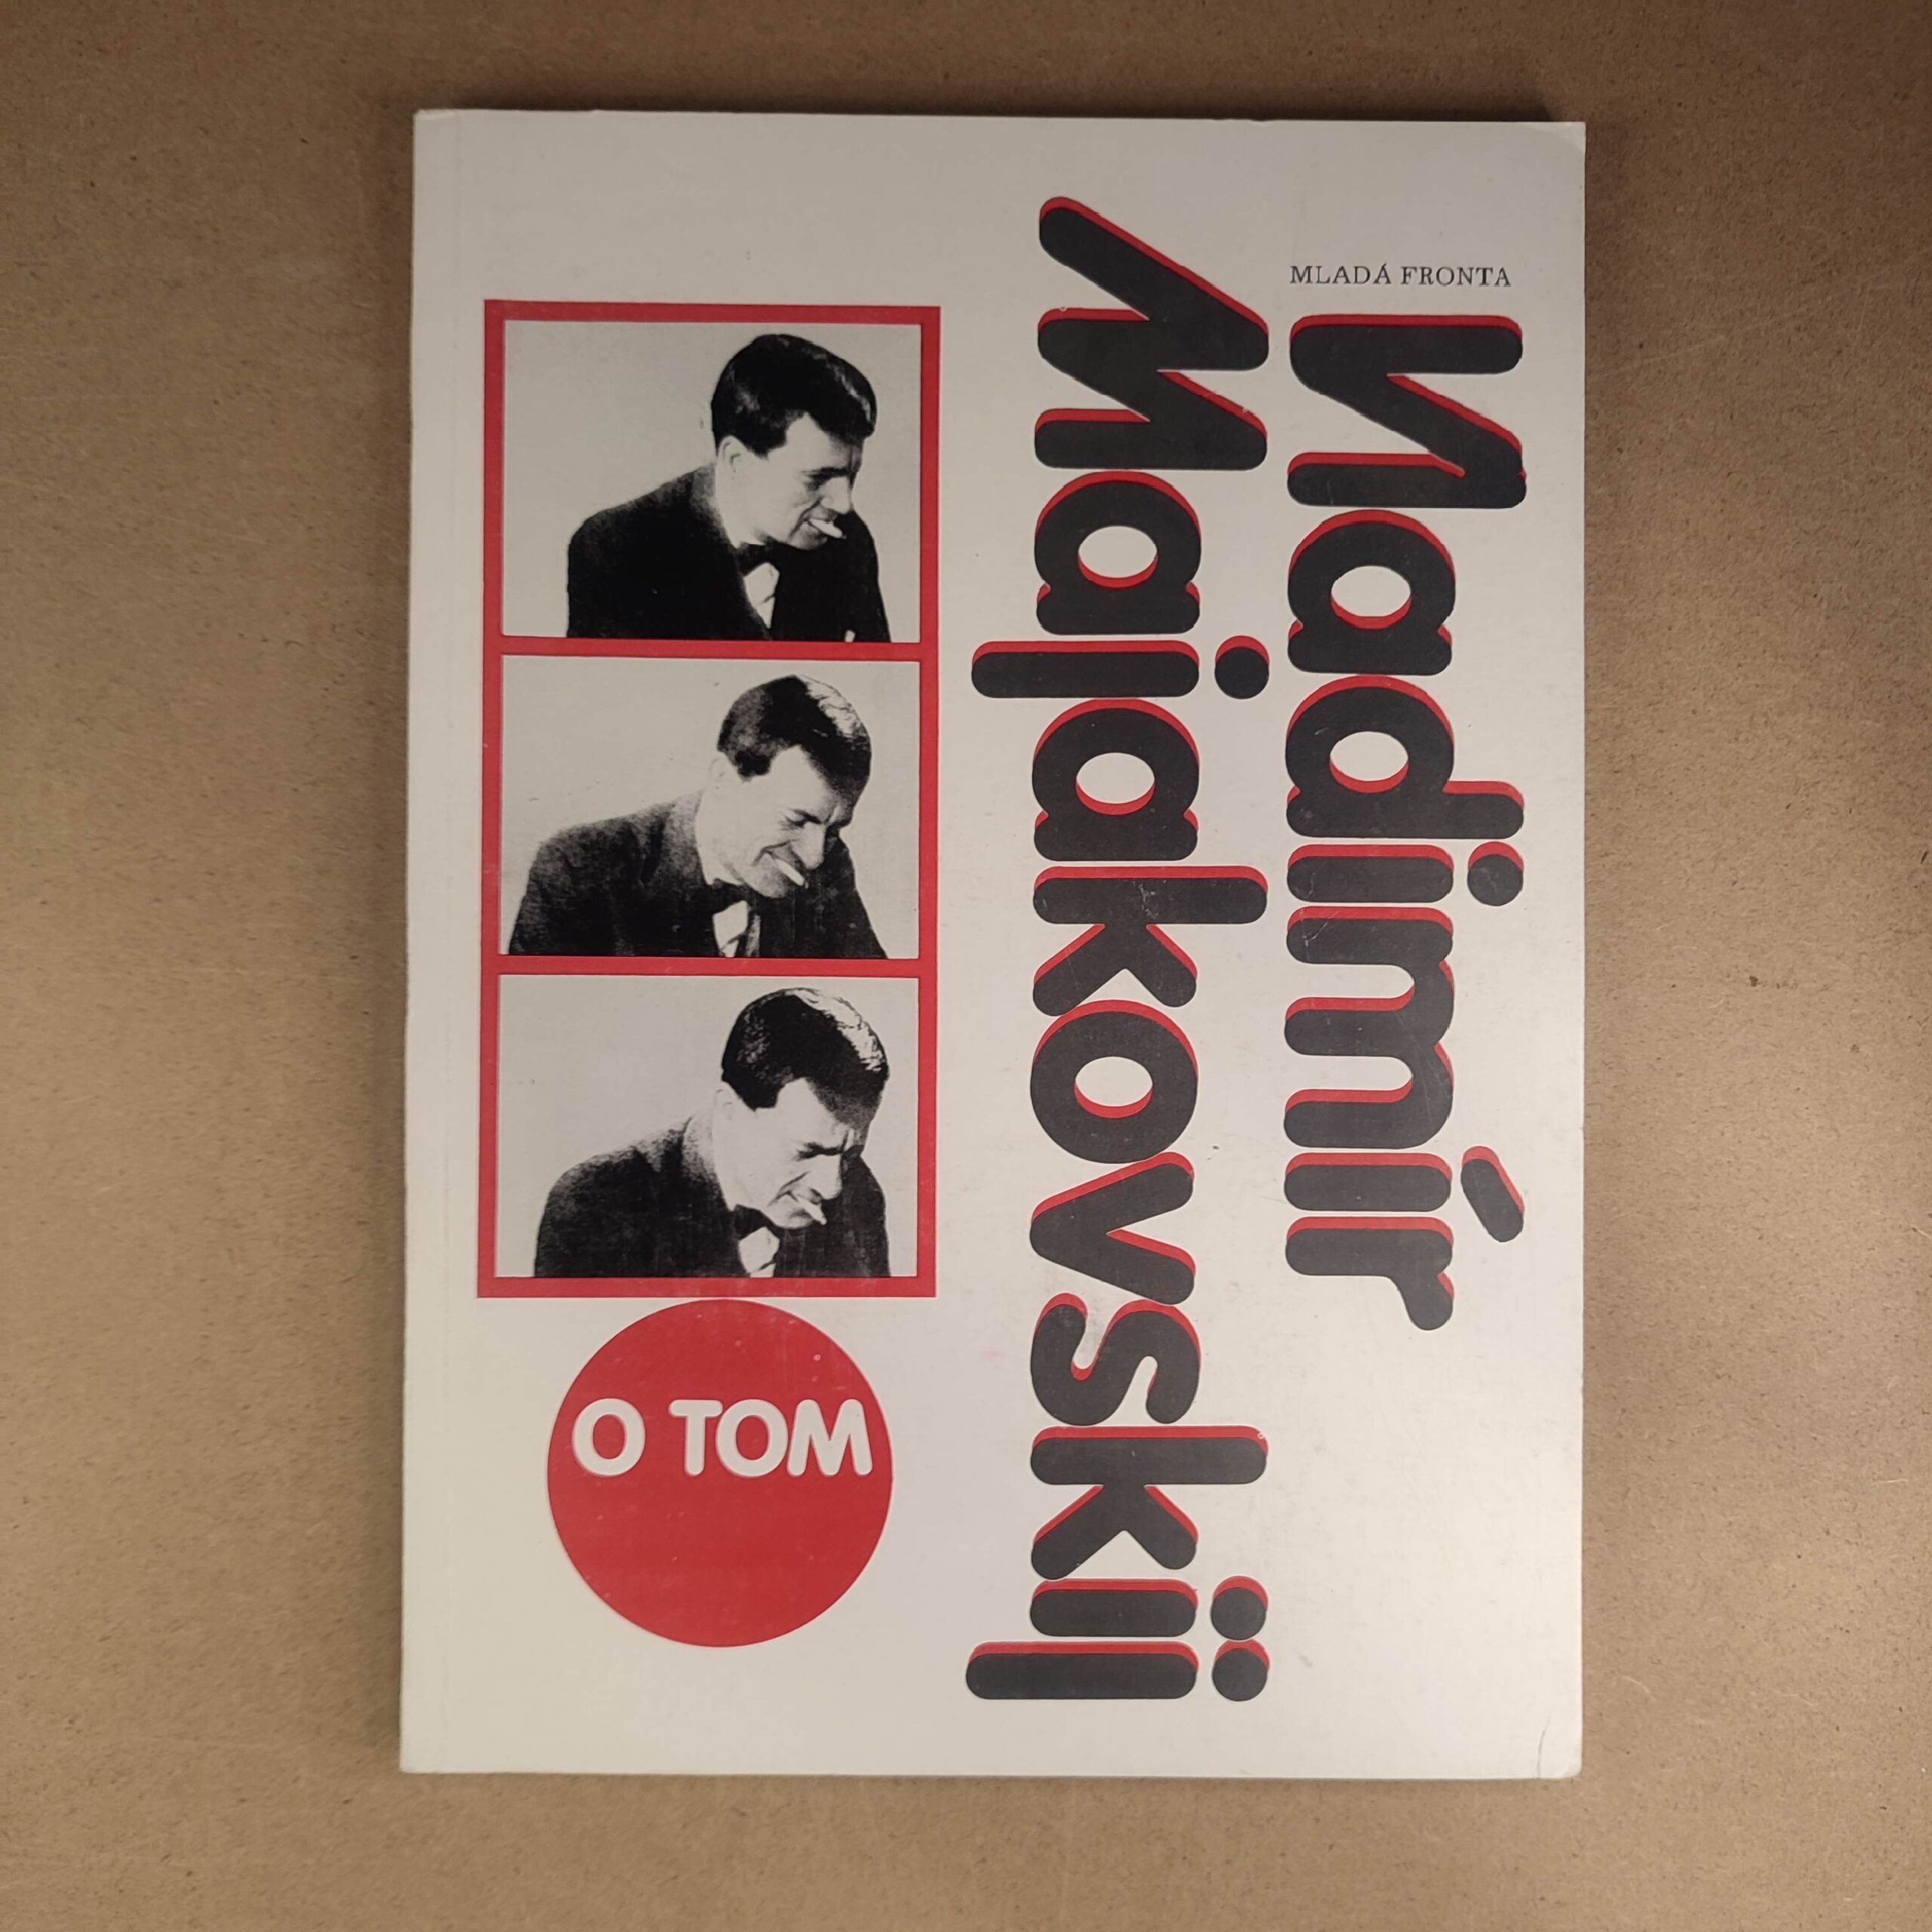 MLADÁ FRONTA
Vladimír
Majakovskij
O TOM